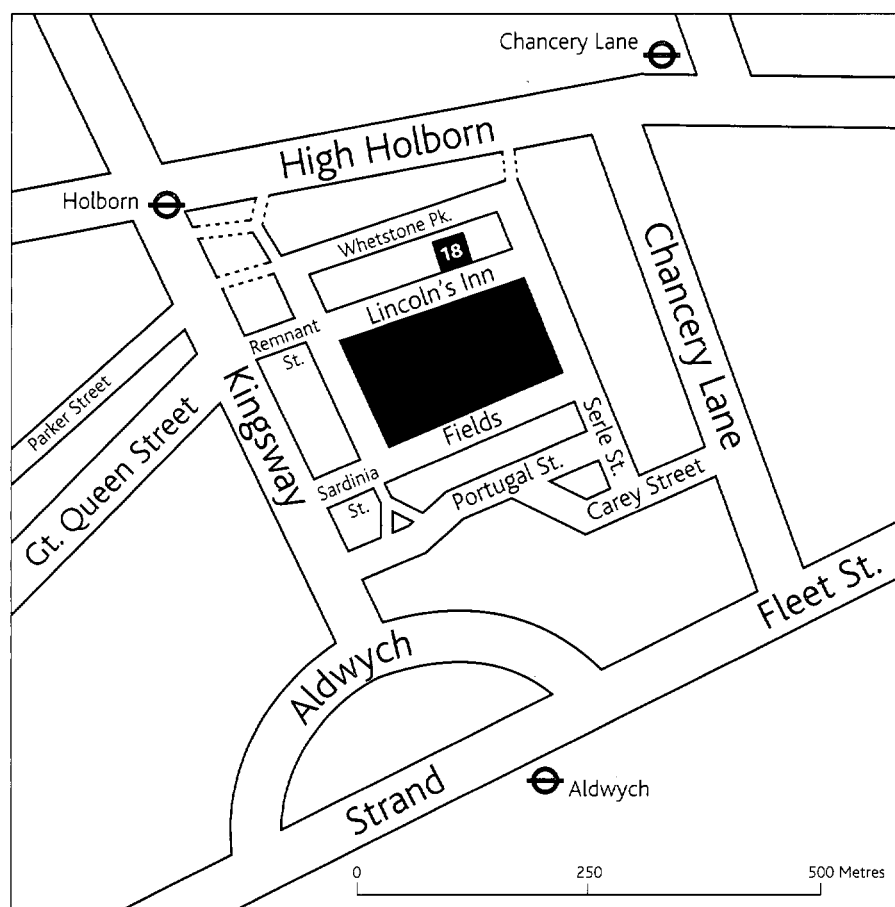 Chancery Lane
High Holborn
Holborn
Whetstone Pk.
18
Lincoln's Inn
Chancery Lane
Remnant
St.
Parker Street
Kingsway
Gt. Queen Street
Fields
Serle St.
Sardinia
St.
Portugal St.
Carey Street
Fleet St.
Aldwych
Strand
Aldwych
0 250 500 Metres